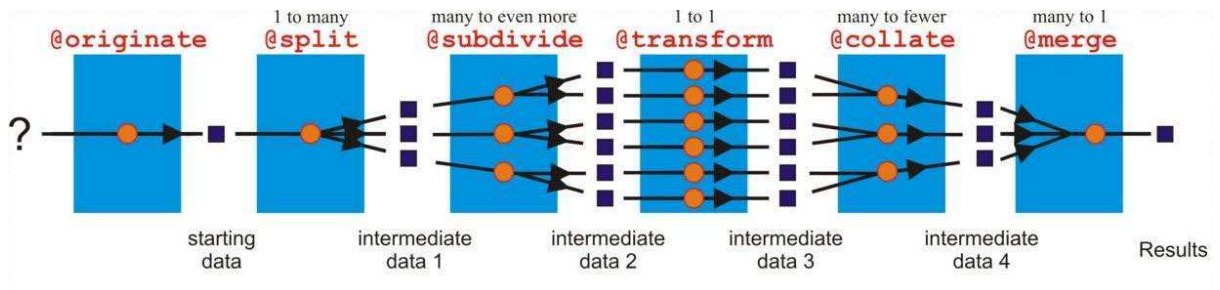 1 to many
many to even more
1 to 1
many to fewer
many to 1
@originate
@split
@subdivide
@transform
@collate
@merge
?
starting
data
intermediate
data 1
intermediate
data 2
intermediate
data 3
intermediate
data 4
Results